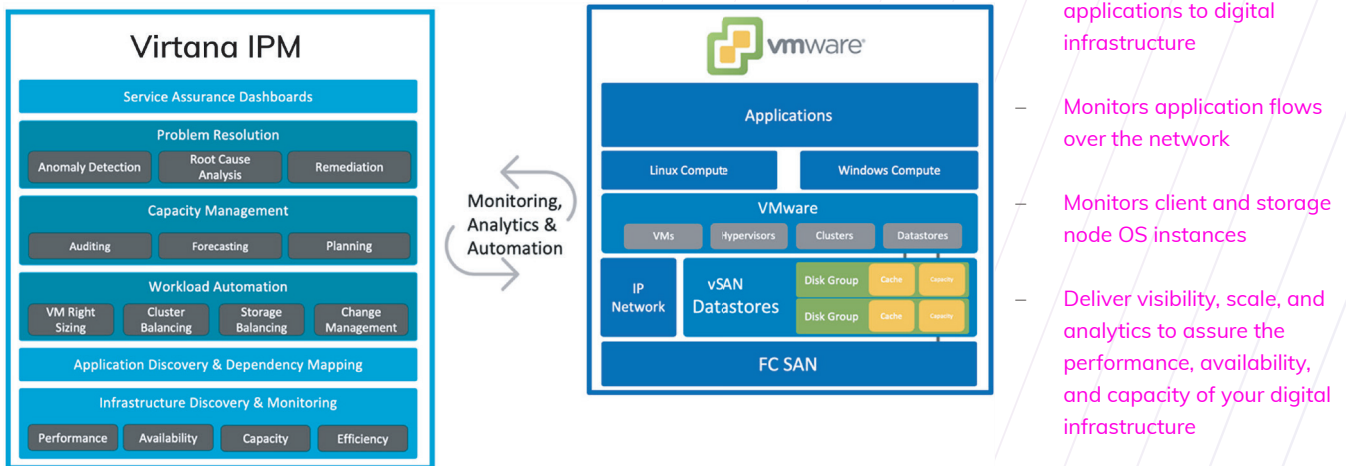 Virtana IPM
Service Assurance Dashboards
Problem Resolution
Anomaly Detection
Root Cause
Analysis
Remediation
Capacity Management
Auditing
Forecasting
Planning
Workload Automation
VM Right
Sizing
Cluster
Balancing
Storage
Balancing
Change
Management
Application Discovery & Dependency Mapping
Infrastructure Discovery & Monitoring
Performance
Availability
Capacity
Efficiency
Monitoring,
Analytics &
Automation
vmware®
Applications
Linux Compute
Windows Compute
VMware
VMs
Hypervisors
Clusters
Datastores
IP
Network
vSAN
Datastores
Disk Group
Cache
Capacity
Disk Group
Cache
Capacity
FC SAN
applications to digital
infrastructure
– Monitors application flows
over the network
– Monitors client and storage
node OS instances
– Deliver visibility, scale, and
analytics to assure the
performance, availability,
and capacity of your digital
infrastructure